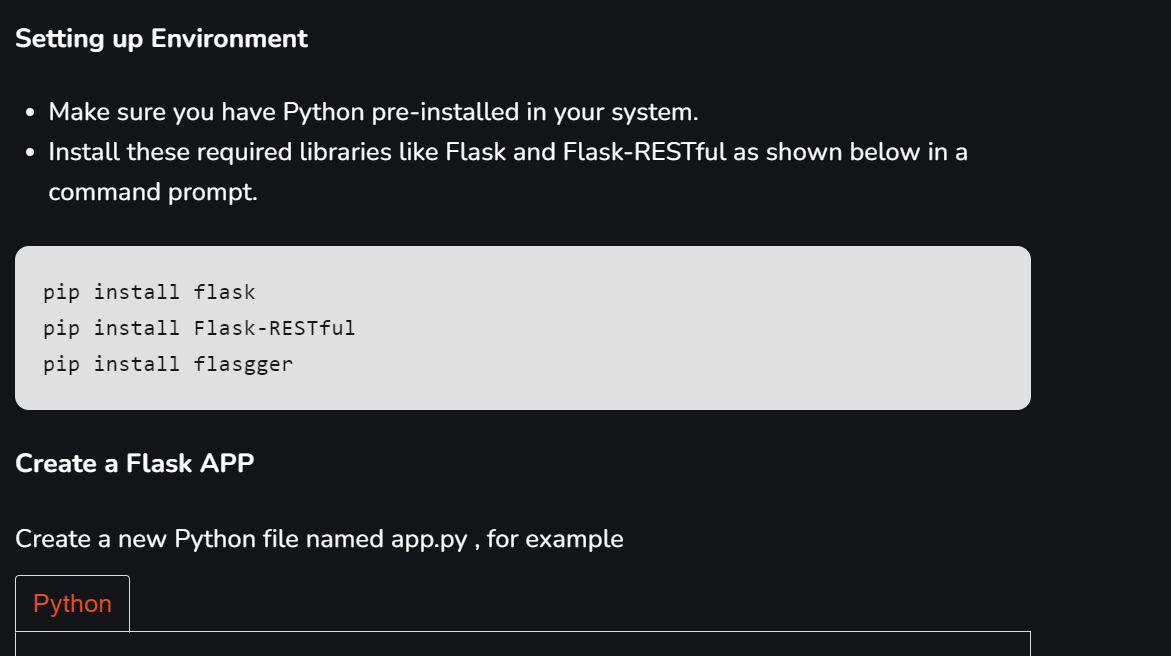 Setting up Environment
Make sure you have Python pre-installed in your system.
Install these required libraries like Flask and Flask-RESTful as shown below in a
command prompt.
pip install flask
pip install Flask-RESTful
pip install flasgger
Create a Flask APP
Create a new Python file named app.py , for example
Python